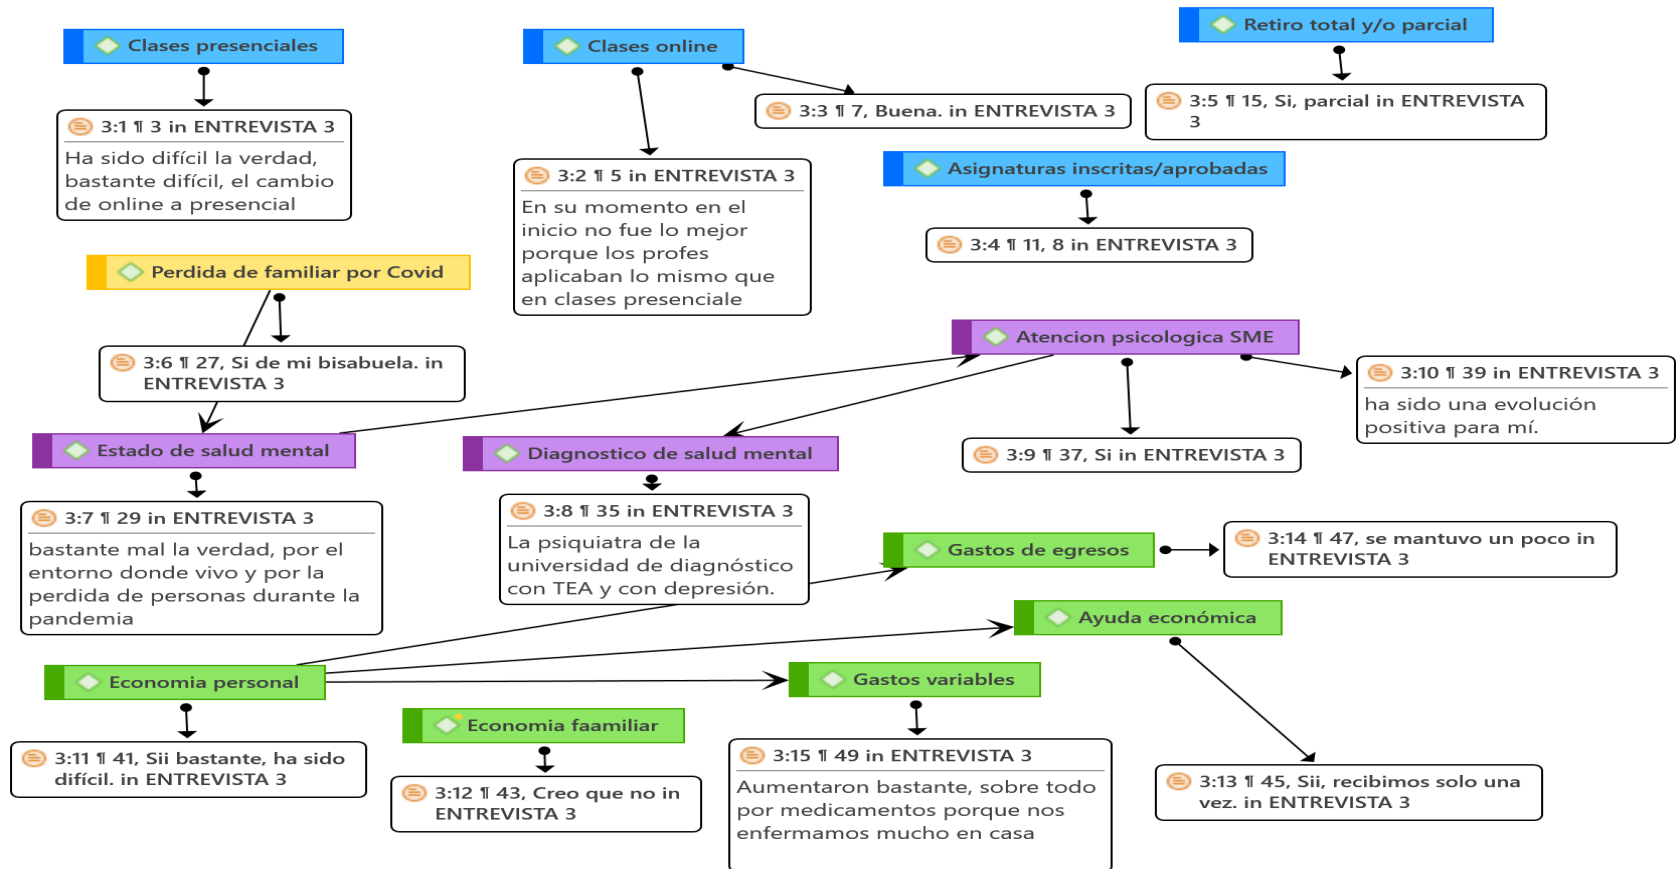 Clases presenciales
3:1 ¶ 3 in ENTREVISTA 3
Ha sido difícil la verdad,
bastante difícil, el cambio
de online a presencial
Clases online
3:3 ¶ 7, Buena. in ENTREVISTA 3
3:2 ¶ 5 in ENTREVISTA 3
En su momento en el
inicio no fue lo mejor
porque los profes
aplicaban lo mismo que
en clases presenciale
Retiro total y/o parcial
3:5 ¶ 15, Si, parcial in ENTREVISTA
3
Asignaturas inscritas/aprobadas
3:4 ¶ 11, 8 in ENTREVISTA 3
Perdida de familiar por Covid
3:6 ¶ 27, Si de mi bisabuela. in
ENTREVISTA 3
Atencion psicologica SME
3:10 ¶ 39 in ENTREVISTA 3
ha sido una evolución
positiva para mí.
3:9 ¶ 37, Si in ENTREVISTA 3
Estado de salud mental
3:7 ¶ 29 in ENTREVISTA 3
bastante mal la verdad, por el
entorno donde vivo y por la
perdida de personas durante la
pandemia
Diagnostico de salud mental
3:8 ¶ 35 in ENTREVISTA 3
La psiquiatra de la
universidad de diagnóstico
con TEA y con depresión.
Gastos de egresos
3:14 ¶ 47, se mantuvo un poco in
ENTREVISTA 3
Ayuda económica
3:13 ¶ 45, Sii, recibimos solo una
vez. in ENTREVISTA 3
Economia personal
3:11 ¶ 41, Sii bastante, ha sido
difícil. in ENTREVISTA 3
Economia faamiliar
3:12 ¶ 43, Creo que no in
ENTREVISTA 3
Gastos variables
3:15 ¶ 49 in ENTREVISTA 3
Aumentaron bastante, sobre todo
por medicamentos porque nos
enfermamos mucho en casa